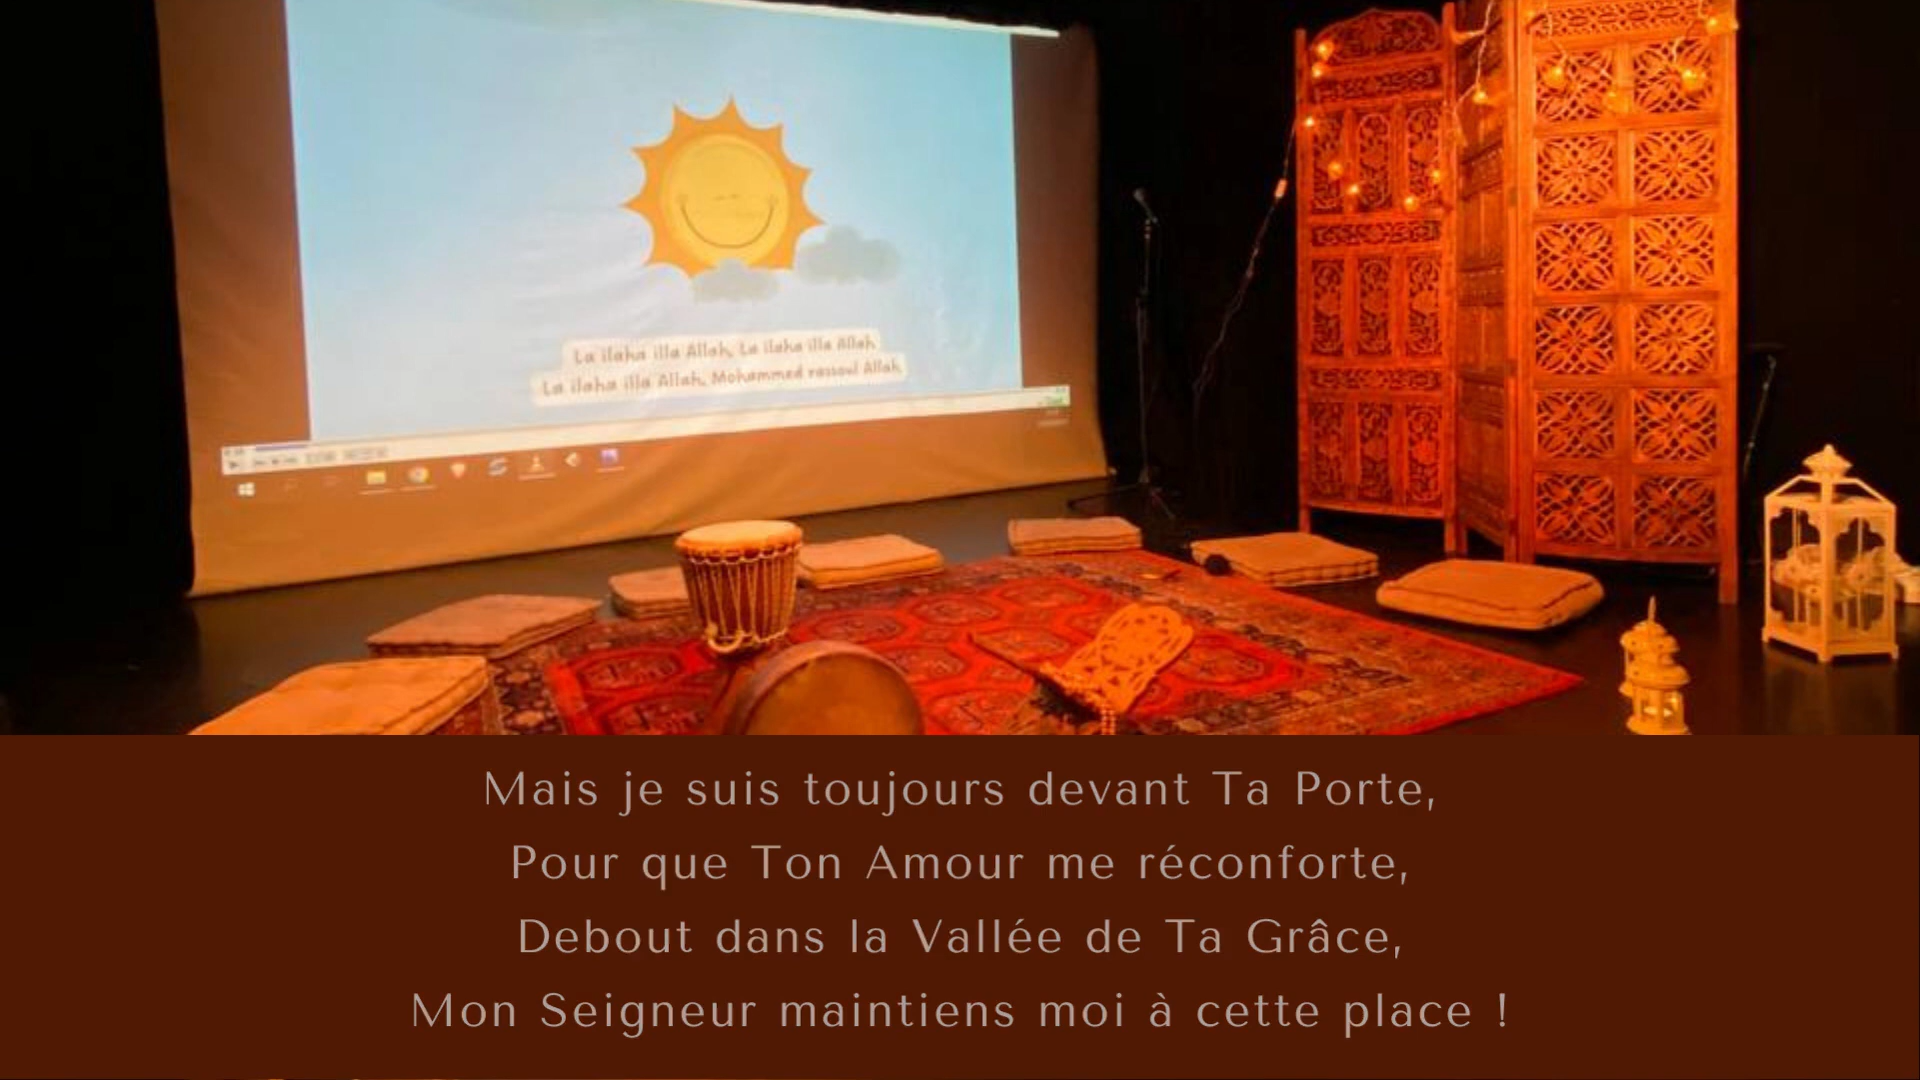 La ilaha illa Allah, La ilaha illa Allah
La ilaha illa Allah, Mohammed rassoul Allah
Mais je suis toujours devant Ta Porte,
Pour que Ton Amour me réconforte,
Debout dans la Vallée de Ta Grâce,
Mon Seigneur maintiens moi à cette place !